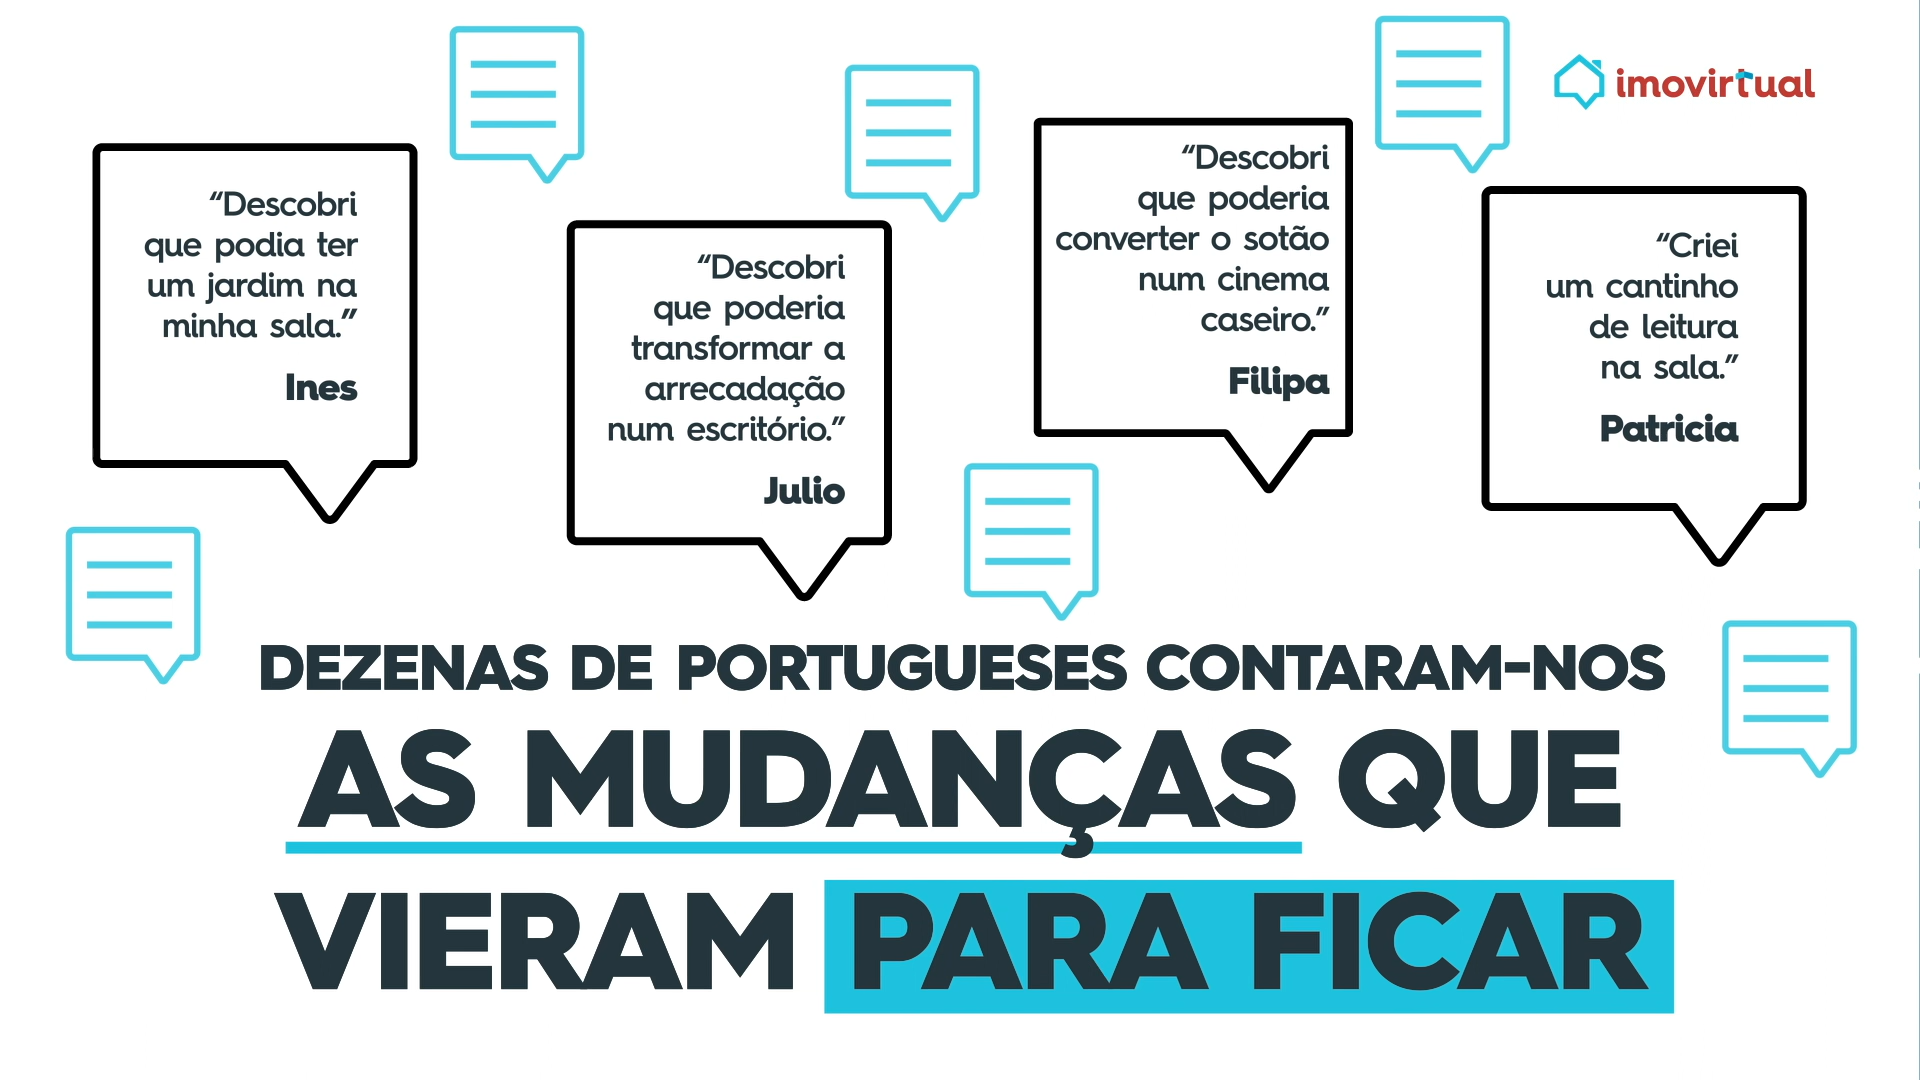 imovirtual
“Descobri
que podia ter
um jardim na
minha sala.”
Ines
“Descobri
que poderia
transformar a
arrecadação
num escritório.”
Julio
“Descobri
que poderia
converter o sotão
num cinema
caseiro.”
Filipa
“Criei
um cantinho
de leitura
na sala.”
Patricia
DEZENAS DE PORTUGUESES CONTARAM-NOS
AS MUDANÇAS QUE
VIERAM PARA FICAR